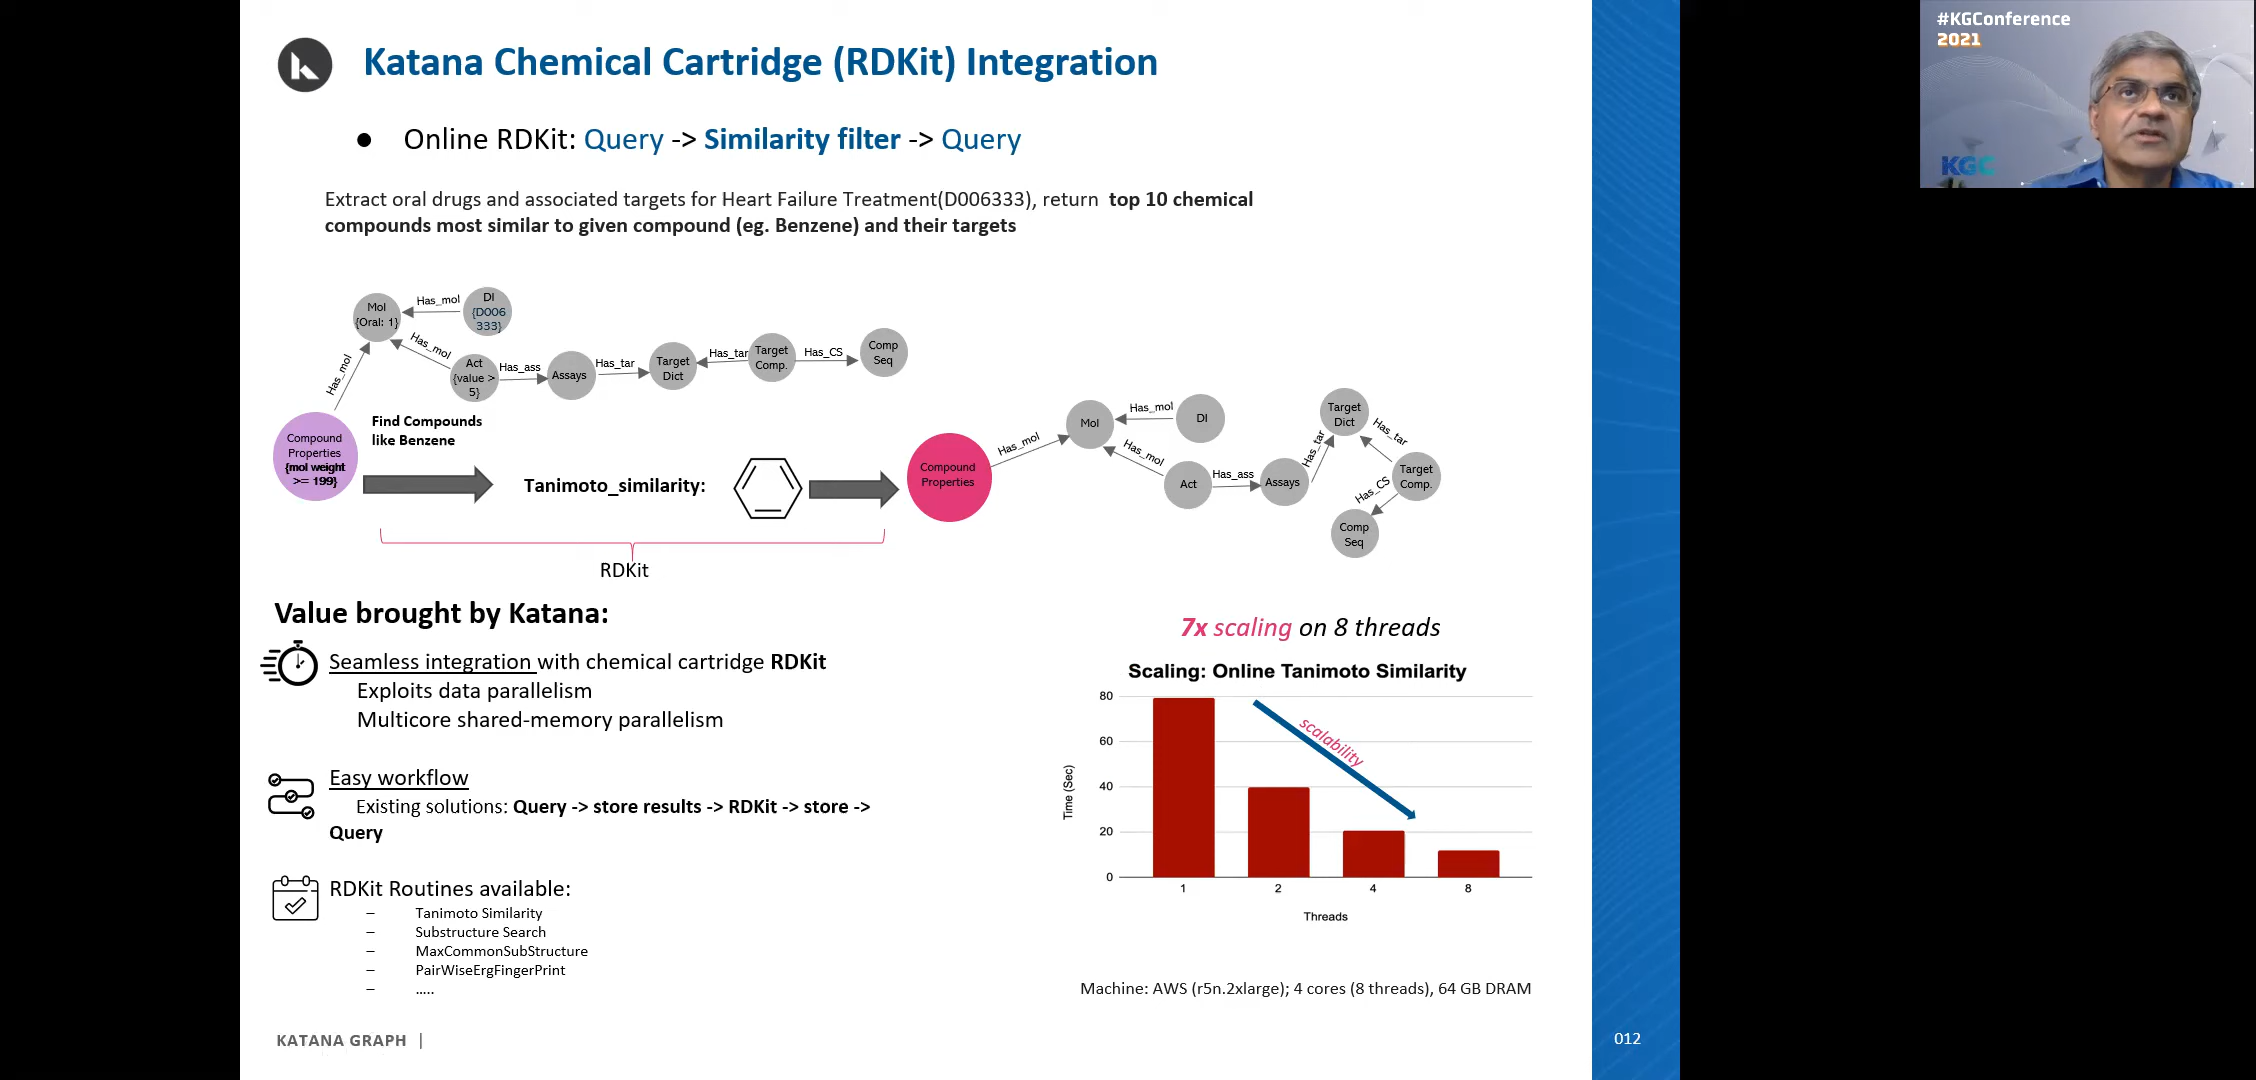 Katana Chemical Cartridge (RDKit) Integration
#KGConference
2021
KGC
● Online RDKit: Query -> Similarity filter -> Query
Extract oral drugs and associated targets for Heart Failure Treatment(D006333), return top 10 chemical
compounds most similar to given compound (eg. Benzene) and their targets
Mol
{Oral: 1}
Has_mol
DI
{D006
333}
Has_mol
Has_mol
Act
{value >
5}
Has_ass
Assays
Has_tar
Target
Dict
Has_tar
Target
Comp.
Has_CS
Comp
Seq
Compound
Properties
{mol weight
>= 199}
Find Compounds
like Benzene
Tanimoto_similarity:
RDKit
Compound
Properties
Has_mol
Mol
Has_mol
DI
Has_mol
Act
Has_ass
Assays
Has_tar
Target
Dict
Has_tar
Target
Comp.
Has_CS
Comp
Seq
Value brought by Katana:
Seamless integration with chemical cartridge RDKit
Exploits data parallelism
Multicore shared-memory parallelism
Easy workflow
Existing solutions: Query -> store results -> RDKit -> store ->
Query
RDKit Routines available:
– Tanimoto Similarity
– Substructure Search
– MaxCommonSubStructure
– PairWiseErgFingerPrint
– .....
7x scaling on 8 threads
Scaling: Online Tanimoto Similarity
80
60
40
20
0
Time (Sec)
scalability
1 2 4 8
Threads
Machine: AWS (r5n.2xlarge); 4 cores (8 threads), 64 GB DRAM
KATANA GRAPH |
012